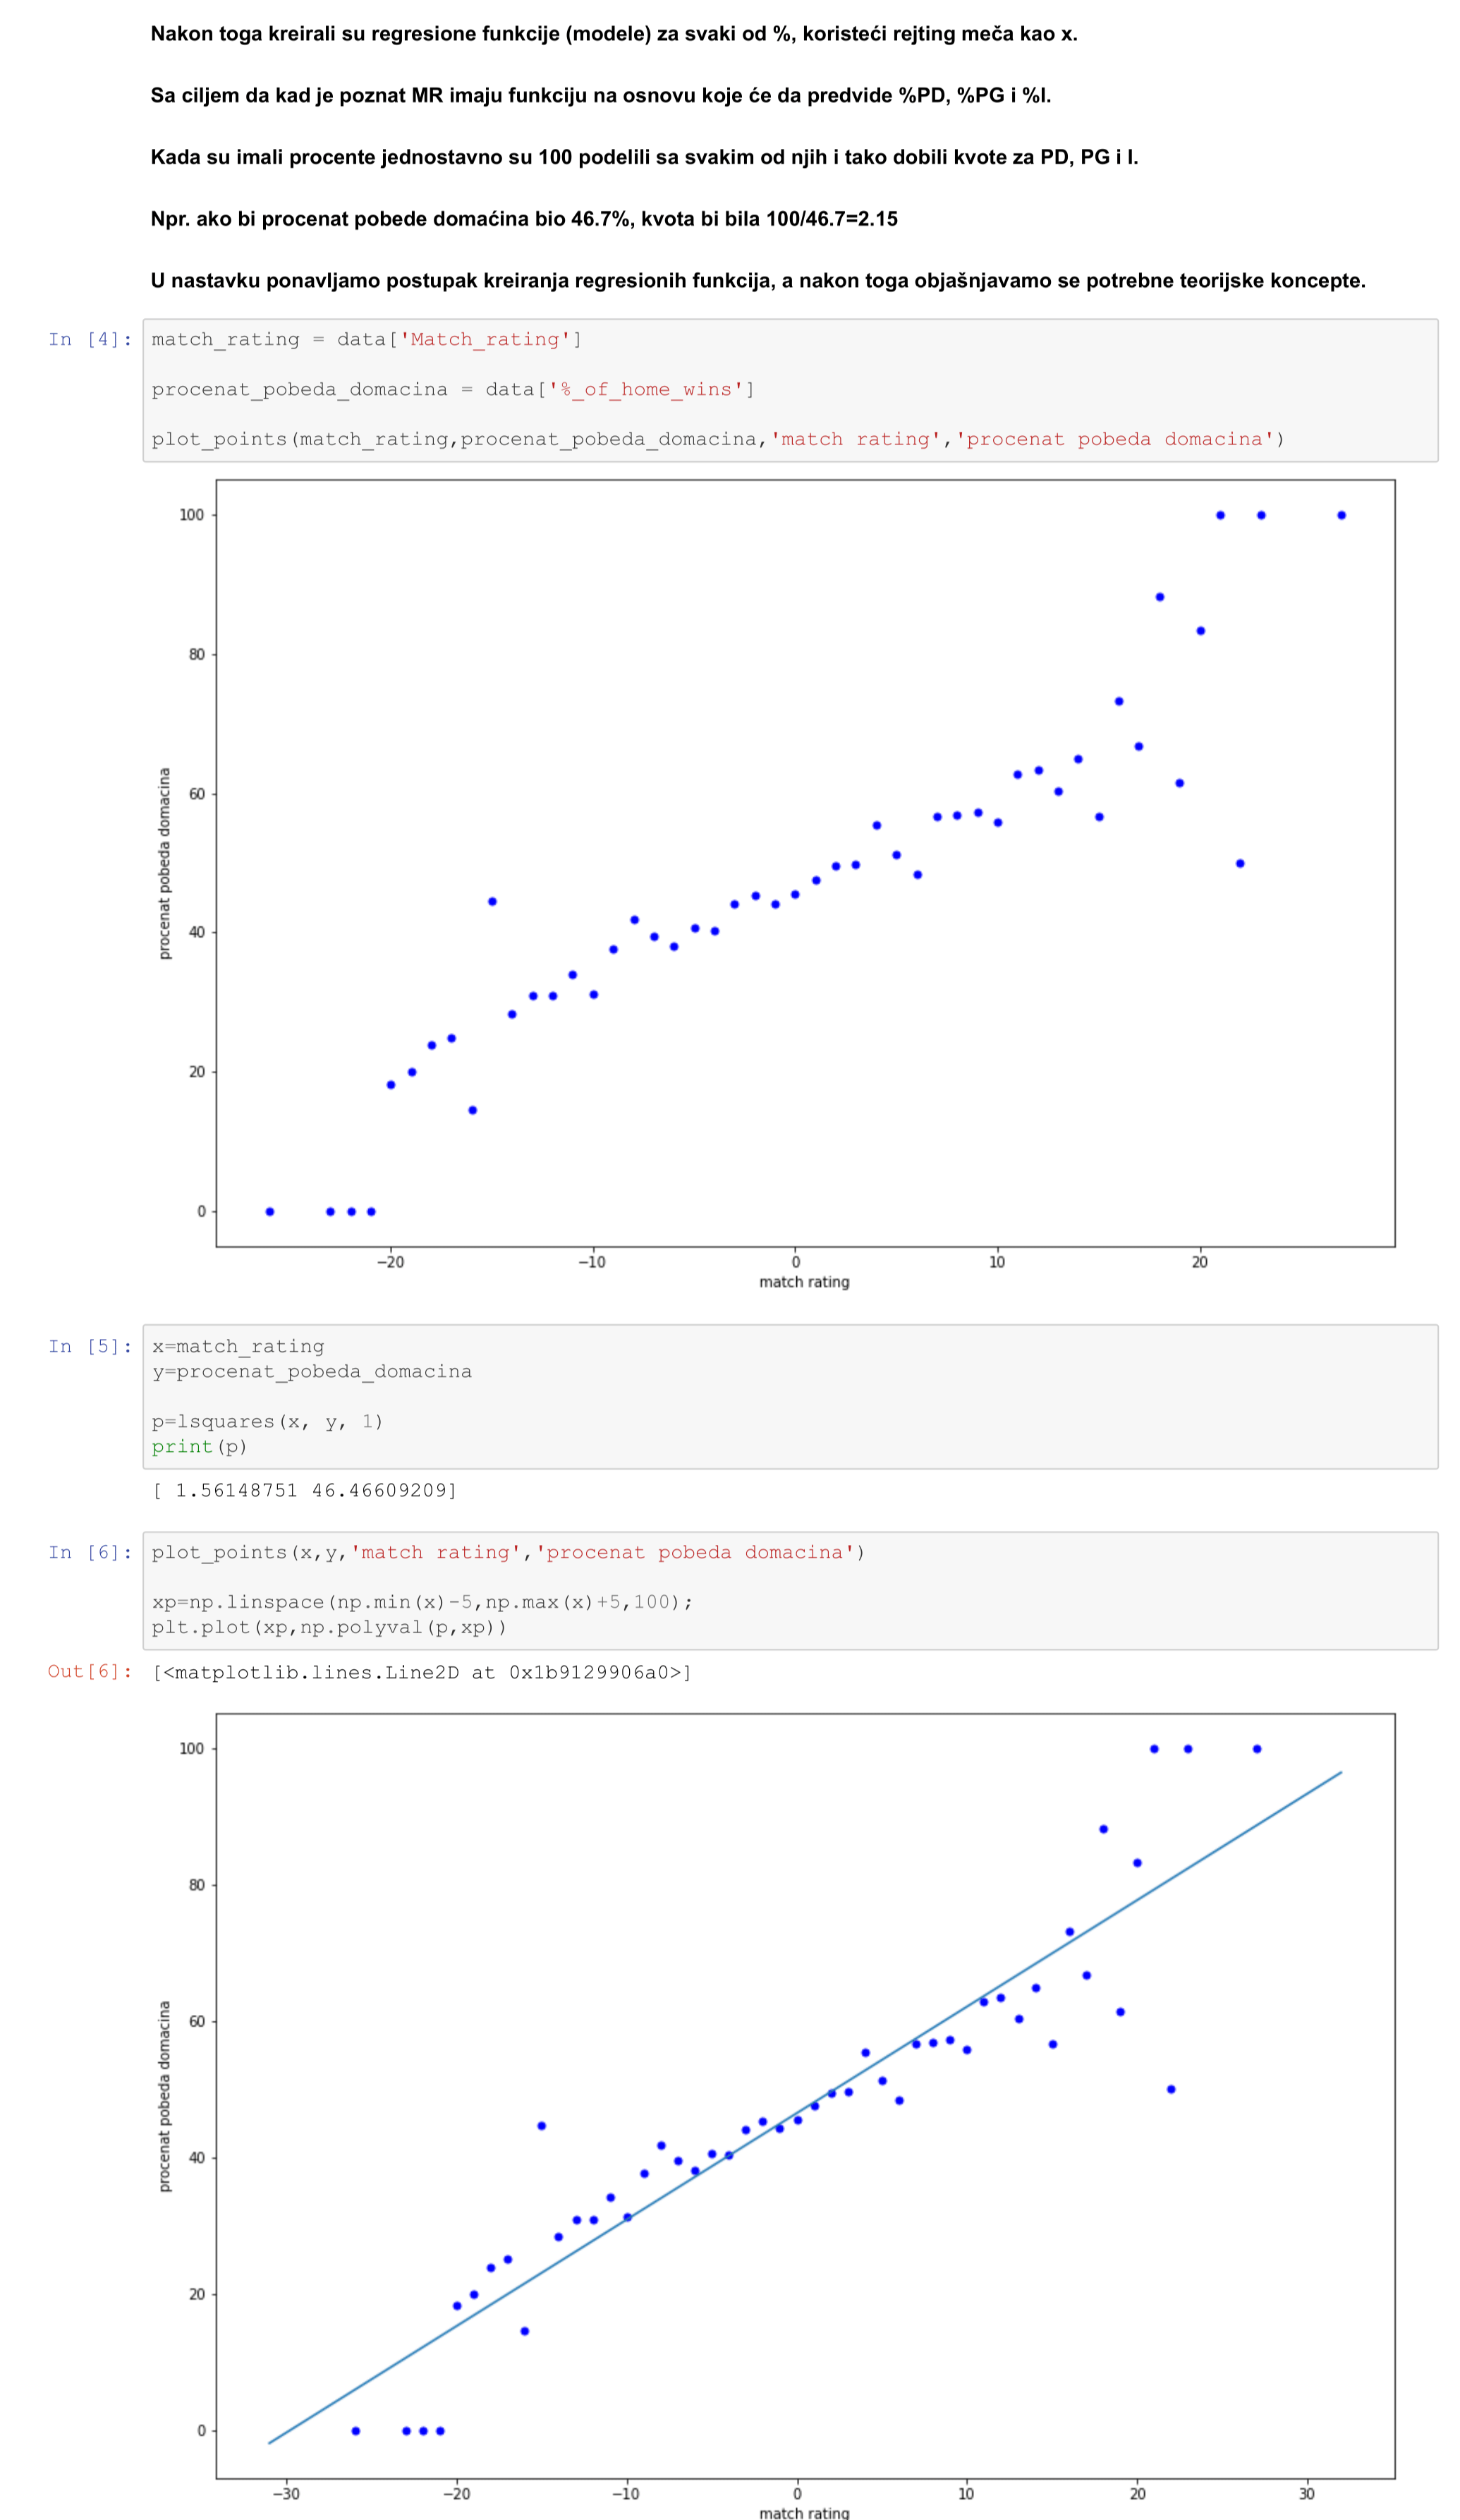 Nakon toga kreirali su regresione funkcije (modele) za svaki od %, koristeći rejting meča kao x.
Sa ciljem da kad je poznat MR imaju funkciju na osnovu koje će da predvide %PD, %PG i %I.
Kada su imali procente jednostavno su 100 podelili sa svakim od njih i tako dobili kvote za PD, PG i I.
Npr. ako bi procenat pobede domaćina bio 46.7%, kvota bi bila 100/46.7=2.15
U nastavku ponavljamo postupak kreiranja regresionih funkcija, a nakon toga objašnjavamo se potrebne teorijske koncepte.
In [4]: match_rating = data['Match_rating']
procenat_pobeda_domacina = data['%_of_home_wins']
plot_points(match_rating,procenat_pobeda_domacina,'match rating','procenat pobeda domacina')
100
80
60
40
20
0
procenat pobeda domacina
−20 −10 0 10 20
match rating
In [5]: x=match_rating
y=procenat_pobeda_domacina
p=lsquares(x, y, 1)
print(p)
[ 1.56148751 46.46609209]
In [6]: plot_points(x,y,'match rating','procenat pobeda domacina')
xp=np.linspace(np.min(x)-5,np.max(x)+5,100);
plt.plot(xp,np.polyval(p,xp))
Out[6]: [<matplotlib.lines.Line2D at 0x1b9129906a0>]
100
80
60
40
20
0
procenat pobeda domacina
−30 −20 −10 0 10 20 30
match rating